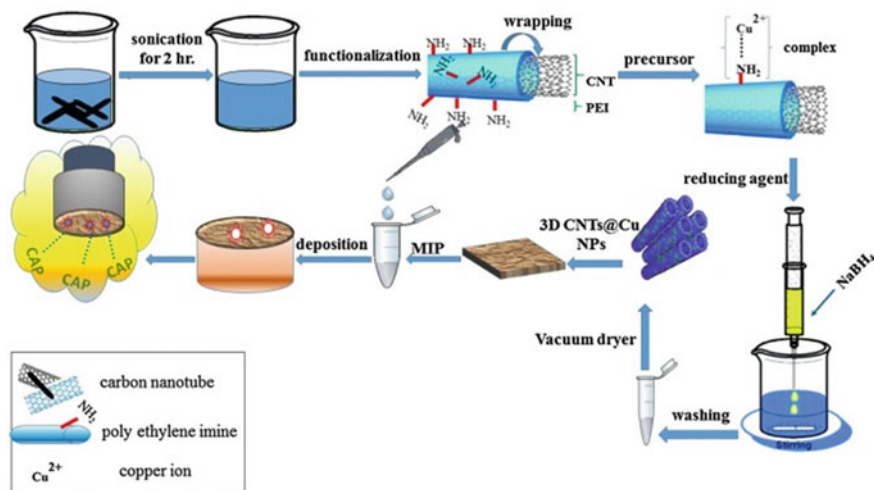 sonication
for 2 hr.
functionalization
NH₂
NH₂
NH₂
NH₂
NH₂
NH₂
NH₂
wrapping
CNT
PEI
precursor
Cu²⁺
NH₂
complex
reducing agent
NaBH₄
Stirring
washing
Vacuum dryer
3D CNTs@Cu
NPs
MIP
deposition
CAP
CAP
CAP
carbon nanotube
NH₂
poly ethylene imine
Cu²⁺
copper ion